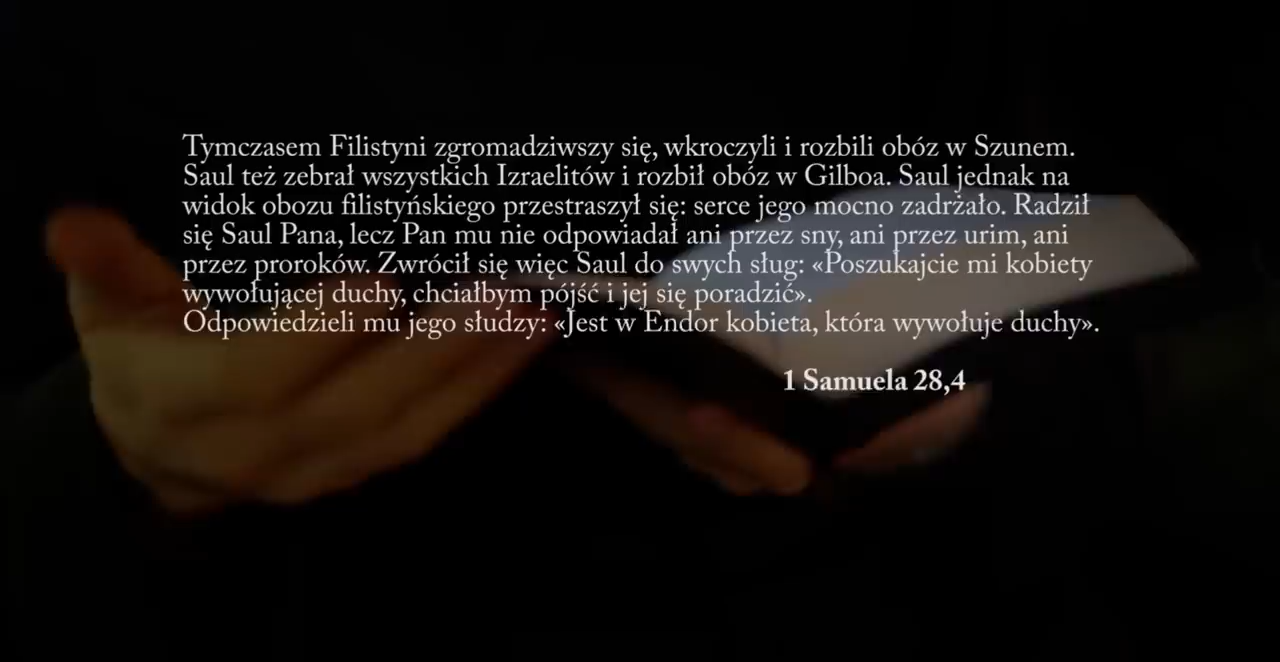 Tymczasem Filistyni zgromadziwszy się, wkroczyli i rozbili obóz w Szunem.
Saul też zebrał wszystkich Izraelitów i rozbił obóz w Gilboa. Saul jednak na
widok obozu filistyńskiego przestraszył się: serce jego mocno zadrżało. Radził
się Saul Pana, lecz Pan mu nie odpowiadał ani przez sny, ani przez urim, ani
przez proroków. Zwrócił się więc Saul do swych sług: «Poszukajcie mi kobiety
wywołującej duchy, chciałbym pójść i jej się poradzić».
Odpowiedzieli mu jego słudzy: «Jest w Endor kobieta, która wywołuje duchy».
1 Samuela 28,4